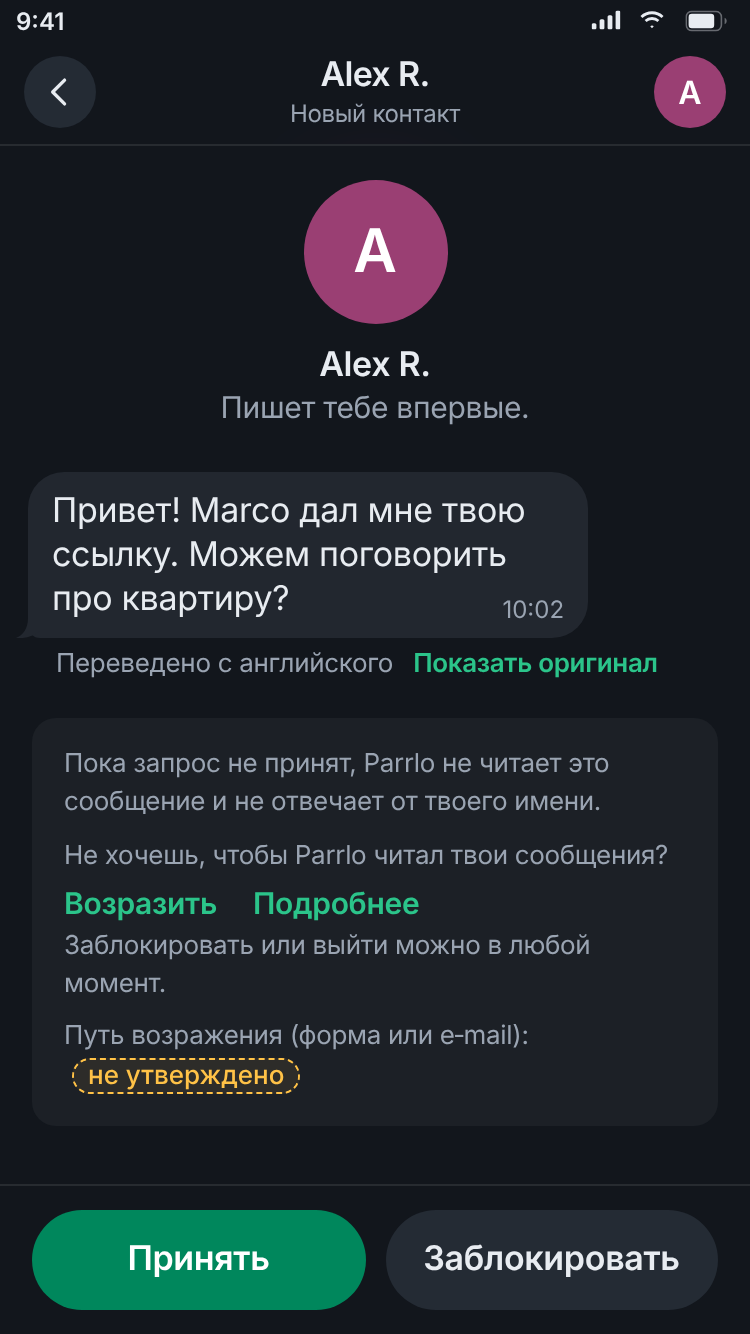 9:41
Alex R.
Новый контакт
A
A
Alex R.
Пишет тебе впервые.
Привет! Marco дал мне твою
ссылку. Можем поговорить
про квартиру?
10:02
Переведено с английского Показать оригинал
Пока запрос не принят, Parrlo не читает это
сообщение и не отвечает от твоего имени.
Не хочешь, чтобы Parrlo читал твои сообщения?
Возразить Подробнее
Заблокировать или выйти можно в любой
момент.
Путь возражения (форма или e-mail):
не утверждено
Принять Заблокировать